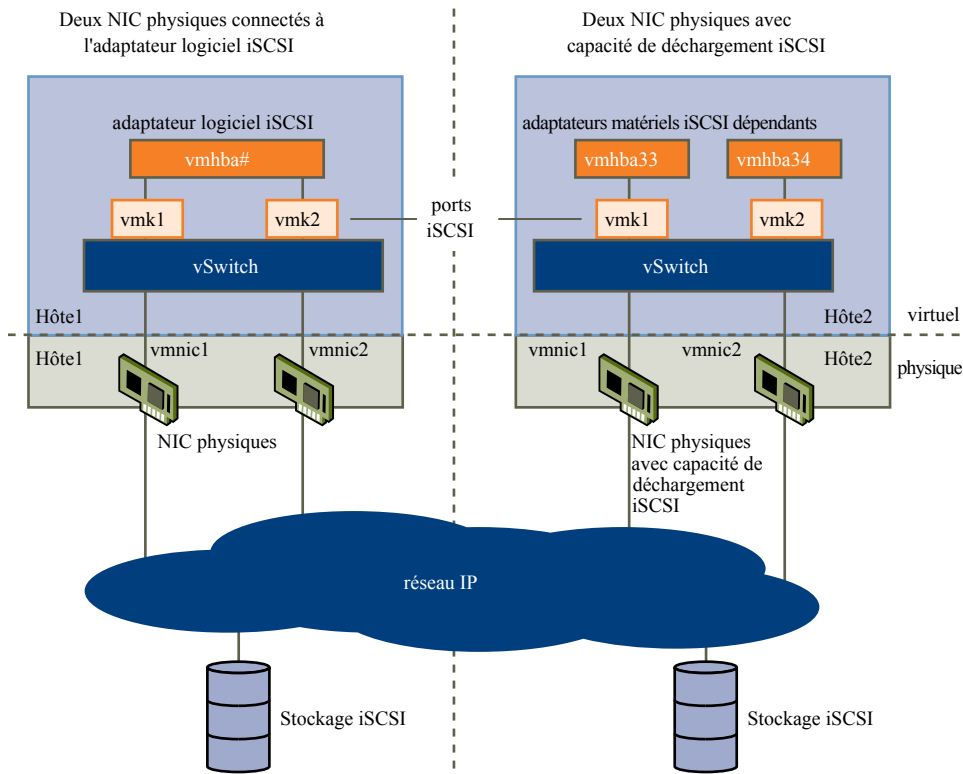 Deux NIC physiques connectés à
l'adaptateur logiciel iSCSI
Deux NIC physiques avec
capacité de déchargement iSCSI
adaptateur logiciel iSCSI
vmhba#
vmk1
vmk2
vSwitch
Hôte1
ports
iSCSI
adaptateurs matériels iSCSI dépendants
vmhba33
vmhba34
vmk1
vmk2
vSwitch
Hôte2
virtuel
Hôte1
vmnic1
vmnic2
NIC physiques
vmnic1
vmnic2
Hôte2
physique
NIC physiques
avec capacité de
déchargement
iSCSI
réseau IP
Stockage iSCSI
Stockage iSCSI